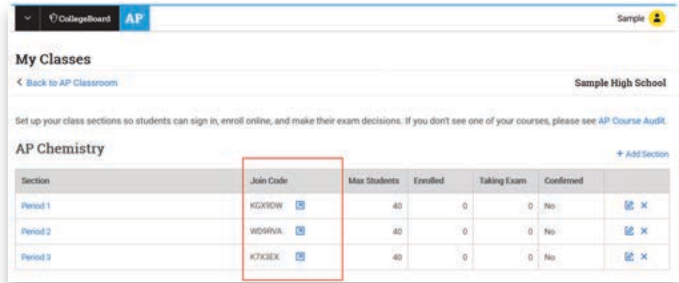 CollegeBoard AP Sample
My Classes
Back to AP Classroom Sample High School
Set up your class sections so students can sign in, enroll online, and make their exam decisions. If you don't see one of your courses, please see AP Course Audit.
AP Chemistry + Add Section
Section Join Code Max Students Enrolled Taking Exam Confirmed
Period 1 KGX9DW 40 0 0 No
Period 2 WD9RVA 40 0 0 No
Period 3 K7X3EX 40 0 0 No